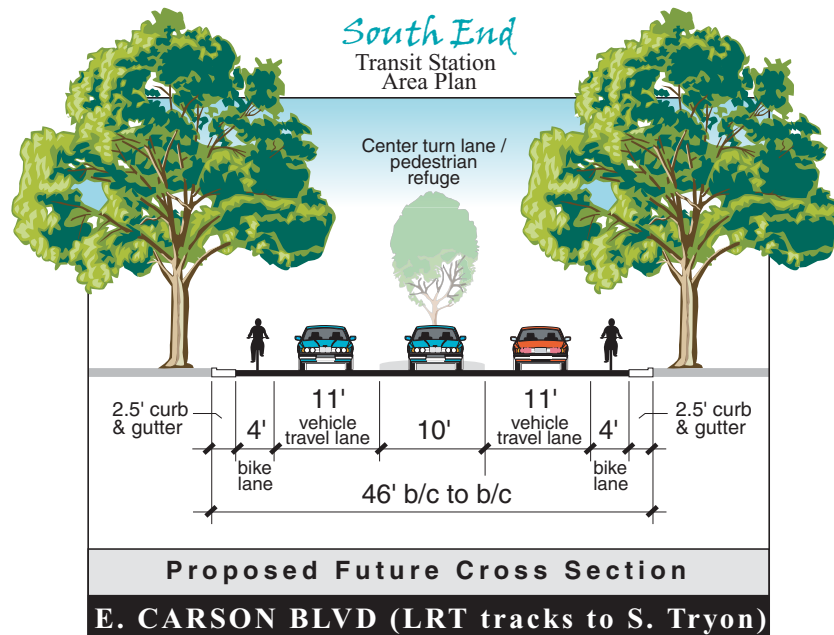 South End
Transit Station
Area Plan
Center turn lane /
pedestrian
refuge
2.5' curb
& gutter
4'
bike
lane
11'
vehicle
travel lane
10'
11'
vehicle
travel lane
4'
bike
lane
2.5' curb
& gutter
46' b/c to b/c
Proposed Future Cross Section
E. CARSON BLVD (LRT tracks to S. Tryon)